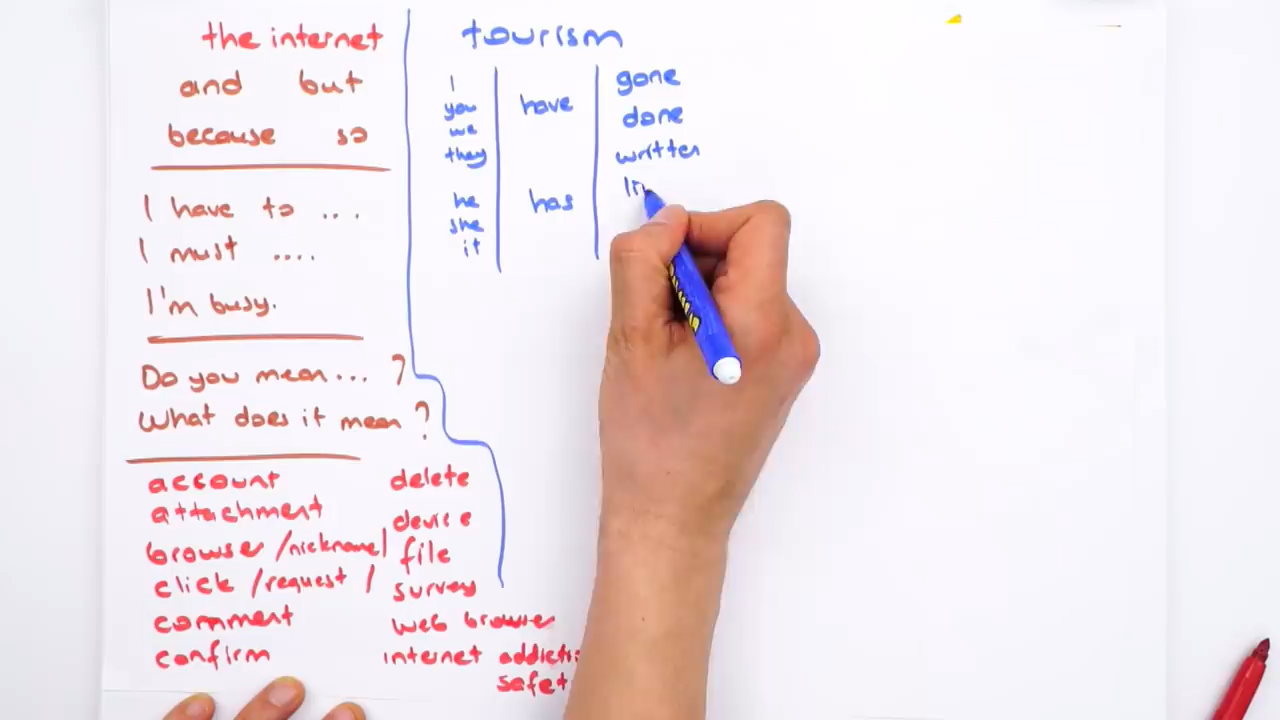 the internet
and but
because so
I have to ...
I must ....
I'm busy.
Do you mean... ?
What does it mean ?
account
attachment
browser /nickname/
click /request /
comment
confirm
delete
device
file
survey
web browser
internet
tourism
I
you
we
they
he
she
it
have
has
gone
done
written